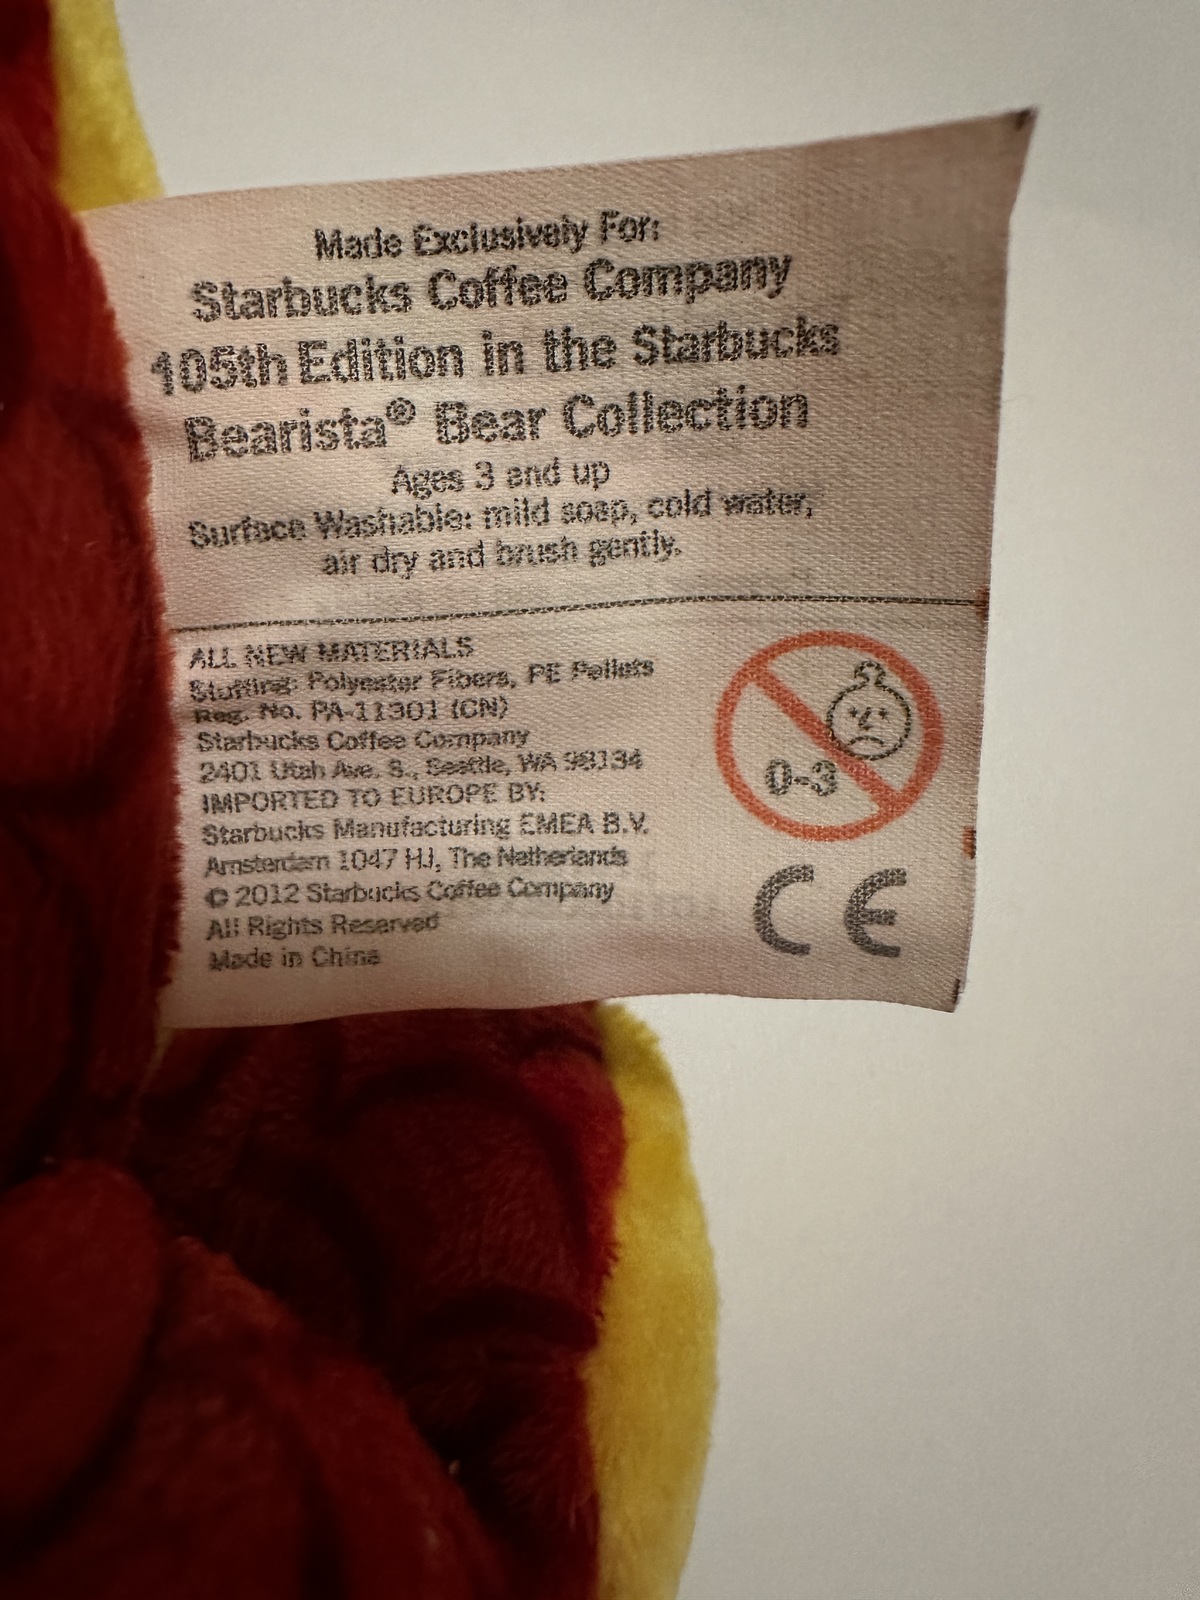 Made Exclusively For:
Starbucks Coffee Company
105th Edition in the Starbucks
Bearista® Bear Collection
Ages 3 and up
Surface Washable: mild soap, cold water,
air dry and brush gently.
ALL NEW MATERIALS
Stuffing: Polyester Fibers, PE Pellets
Reg. No. PA-11301 (CN)
Starbucks Coffee Company
2401 Utah Ave. S., Seattle, WA 98134
IMPORTED TO EUROPE BY:
Starbucks Manufacturing EMEA B.V.
Amsterdam 1047 HJ, The Netherlands
© 2012 Starbucks Coffee Company
All Rights Reserved
Made in China
0-3
CE